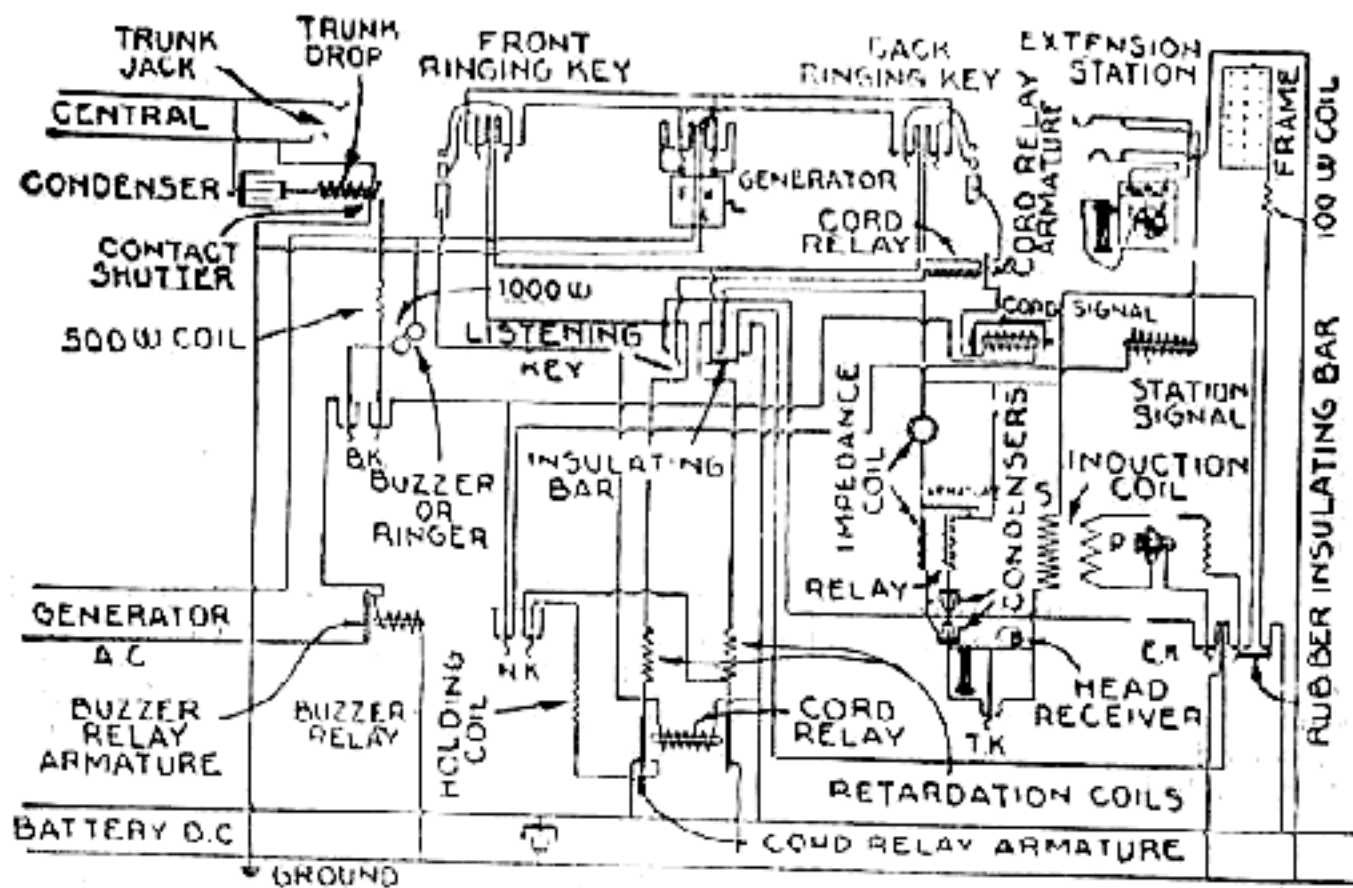 TRUNK
JACK
TRUNK
DROP
FRONT
RINGING KEY
BACK
RINGING KEY
EXTENSION
STATION
CENTRAL
CONDENSER
CONTACT
SHUTTER
GENERATOR
CORD
RELAY
CORD RELAY
ARMATURE
FRAME
100 W COIL
500 W COIL
1000 W
LISTENING
KEY
CORD SIGNAL
STATION
SIGNAL
B.K
BUZZER
OR
RINGER
INSULATING
BAR
IMPEDANCE
COIL
CONDENSERS
S
INDUCTION
COIL
P
RELAY
RUBBER INSULATING BAR
GENERATOR
A.C
BUZZER
RELAY
ARMATURE
BUZZER
RELAY
HOLDING
COIL
N.K
CORD
RELAY
T.K
HEAD
RECEIVER
RETARDATION COILS
BATTERY D.C
CORD RELAY ARMATURE
GROUND